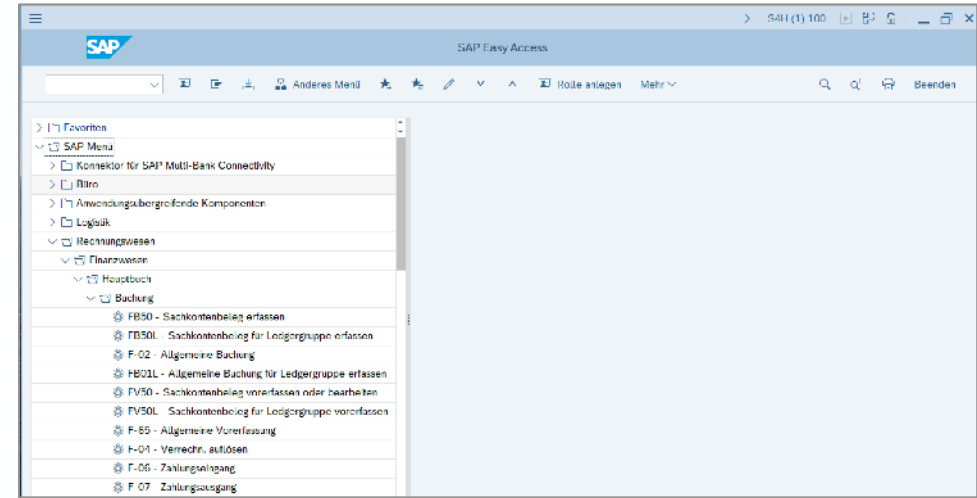 S4H (1) 100
SAP
SAP Easy Access
Anderes Menü
Rolle anlegen
Mehr
Beenden
Favoriten
SAP Menü
Konnektor für SAP Multi-Bank Connectivity
Büro
Anwendungsübergreifende Komponenten
Logistik
Rechnungswesen
Finanzwesen
Hauptbuch
Buchung
FB50 - Sachkontenbeleg erfassen
FB50L - Sachkontenbeleg für Ledgergruppe erfassen
F-02 - Allgemeine Buchung
FB01L - Allgemeine Buchung für Ledgergruppe erfassen
FV50 - Sachkontenbeleg vorerfassen oder bearbeiten
FV50L - Sachkontenbeleg für Ledgergruppe vorerfassen
F-65 - Allgemeine Vorerfassung
F-04 - Verrechn. auflösen
F-06 - Zahlungseingang
F-07 - Zahlungsausgang